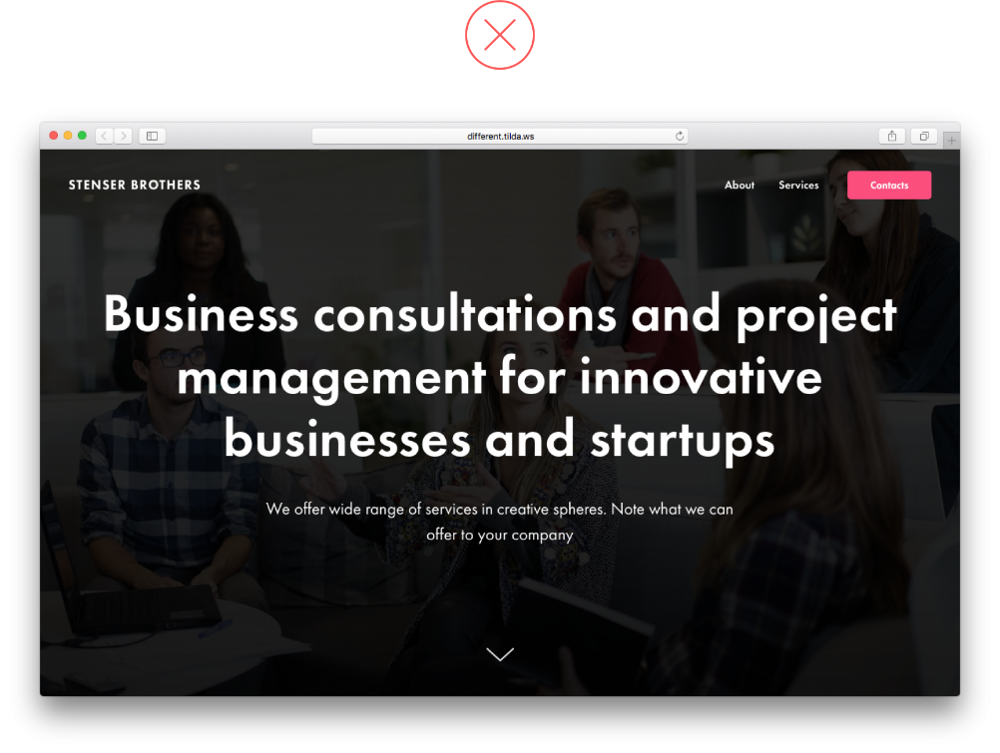 different.tilda.ws
STENSER BROTHERS
About Services Contacts
Business consultations and project
management for innovative
businesses and startups
We offer wide range of services in creative spheres. Note what we can
offer to your company